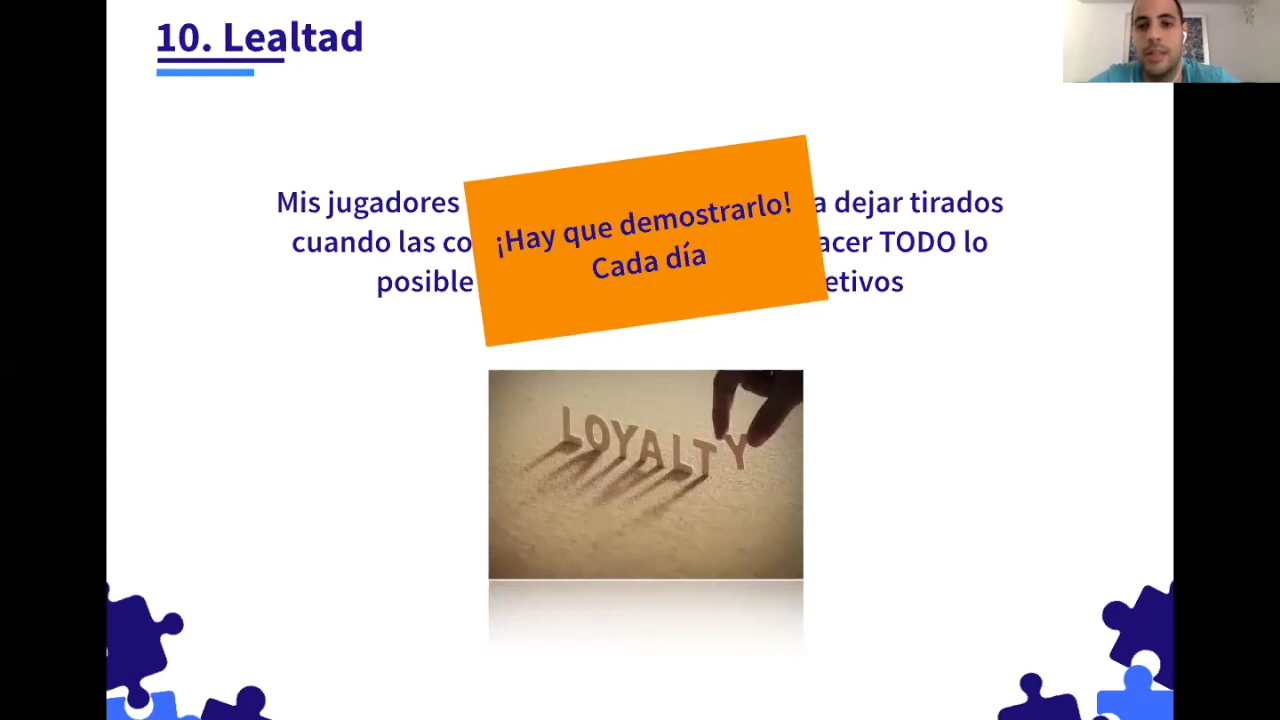 10. Lealtad
Mis jugadores a dejar tirados
cuando las co acer TODO lo
posible etivos
¡Hay que demostrarlo!
Cada día
LOYALTY